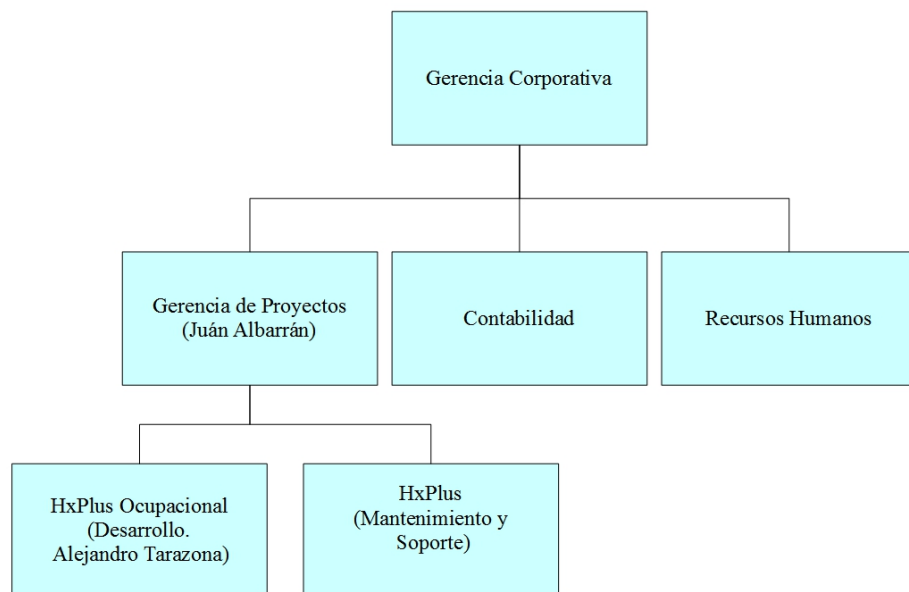 Gerencia Corporativa
Gerencia de Proyectos
(Juán Albarrán)
Contabilidad
Recursos Humanos
HxPlus Ocupacional
(Desarrollo.
Alejandro Tarazona)
HxPlus
(Mantenimiento y
Soporte)